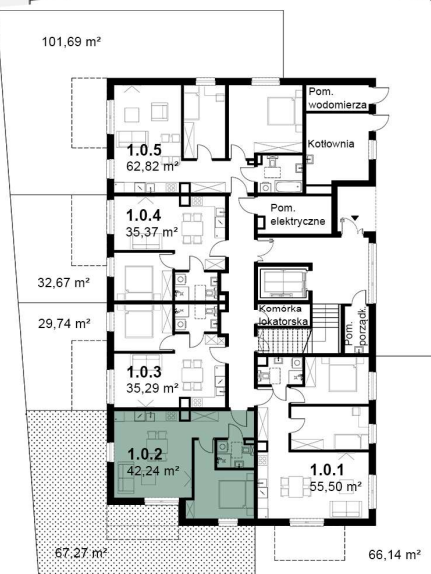 101,69 m²
Pom.
wodomierza
Kotłownia
1.0.5
62,82 m²
1.0.4
35,37 m²
Pom.
elektryczne
32,67 m²
29,74 m²
Komórka
lokatorska
Pom.
porządk.
1.0.3
35,29 m²
1.0.2
42,24 m²
1.0.1
55,50 m²
67,27 m²
66,14 m²